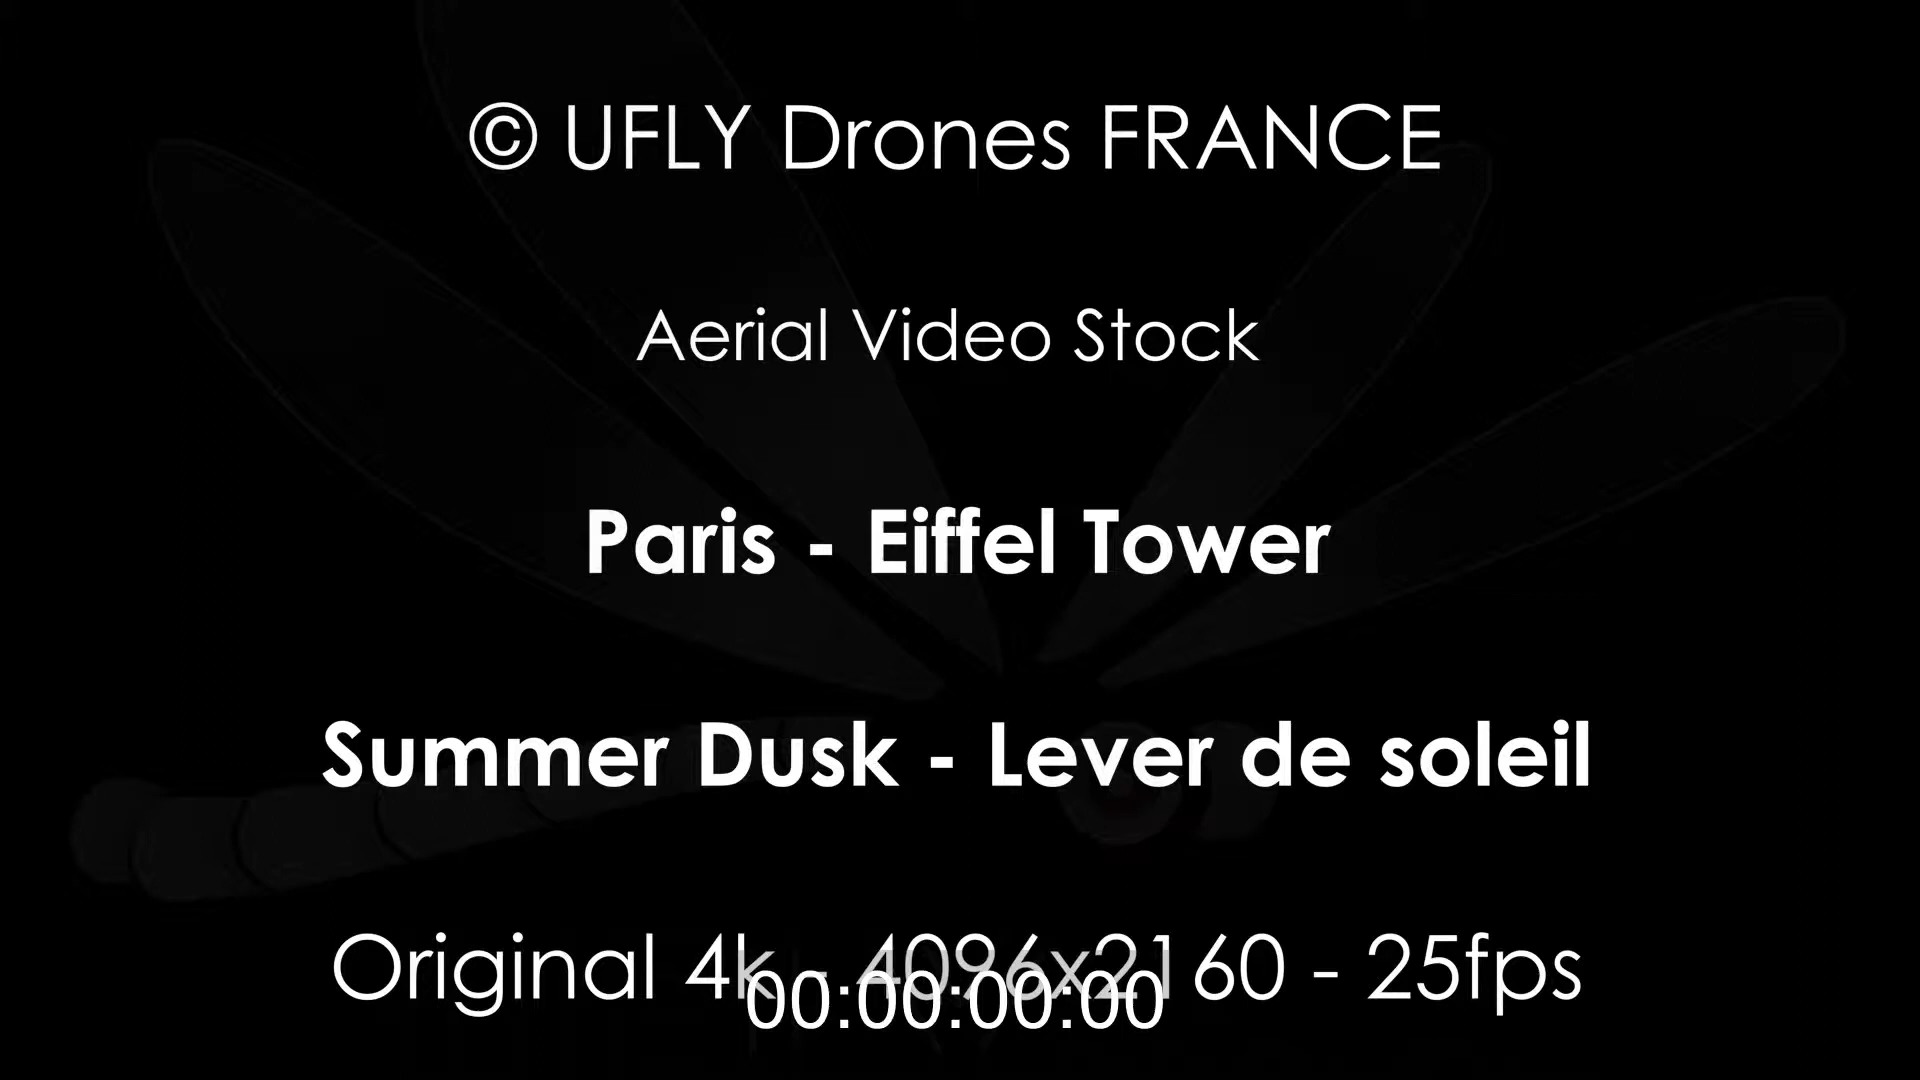 © UFLY Drones FRANCE
Aerial Video Stock
Paris - Eiffel Tower
Summer Dusk - Lever de soleil
Original 4k - 4096x2160 - 25fps
00:00:00:00